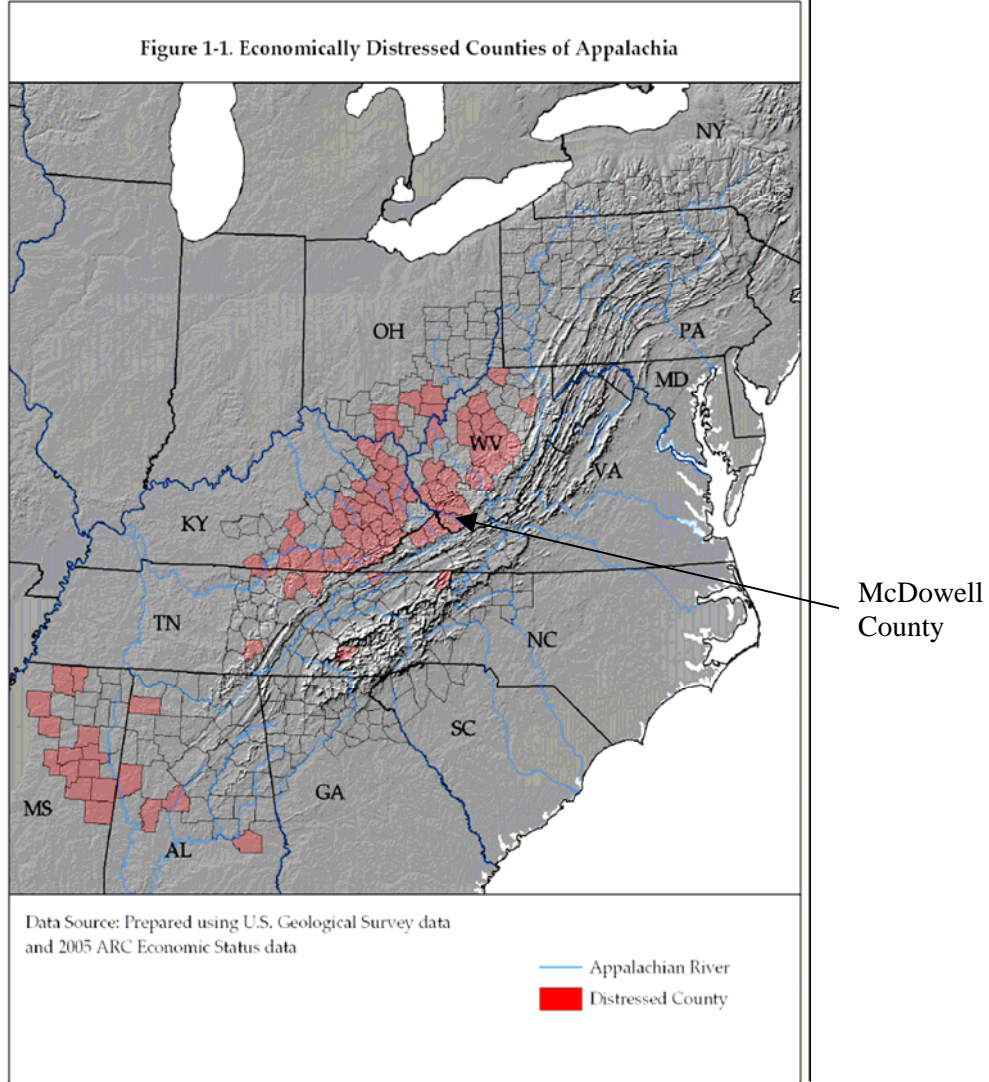 Figure 1-1. Economically Distressed Counties of Appalachia
NY
OH
PA
MD
WV
VA
KY
McDowell
County
TN
NC
SC
GA
MS
AL
Data Source: Prepared using U.S. Geological Survey data
and 2005 ARC Economic Status data
Appalachian River
Distressed County